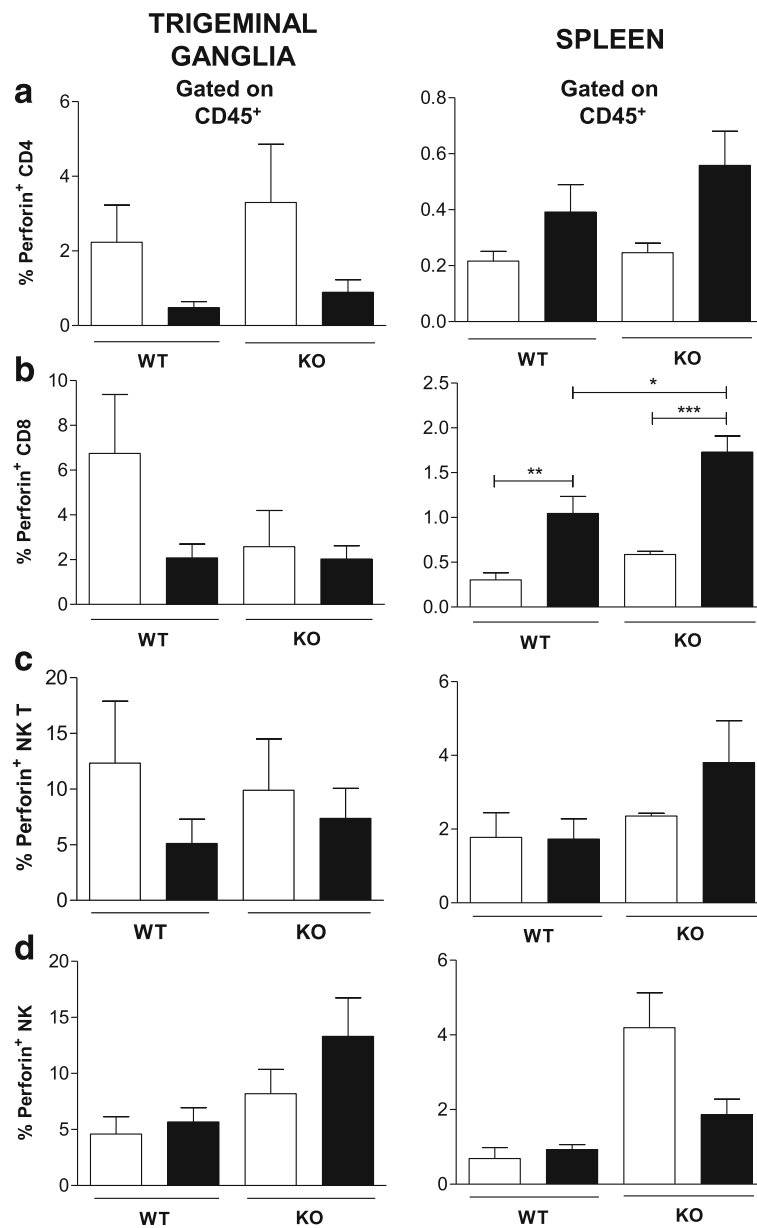 TRIGEMINAL
GANGLIA
SPLEEN
a
Gated on
CD45⁺
Gated on
CD45⁺
% Perforin⁺ CD4
6
4
2
0
WT
KO
0.8
0.6
0.4
0.2
0.0
WT
KO
b
% Perforin⁺ CD8
10
8
6
4
2
0
WT
KO
2.5
2.0
1.5
1.0
0.5
0.0
**
***
*
WT
KO
c
% Perforin⁺ NK T
20
15
10
5
0
WT
KO
6
4
2
0
WT
KO
d
% Perforin⁺ NK
20
15
10
5
0
WT
KO
6
4
2
0
WT
KO